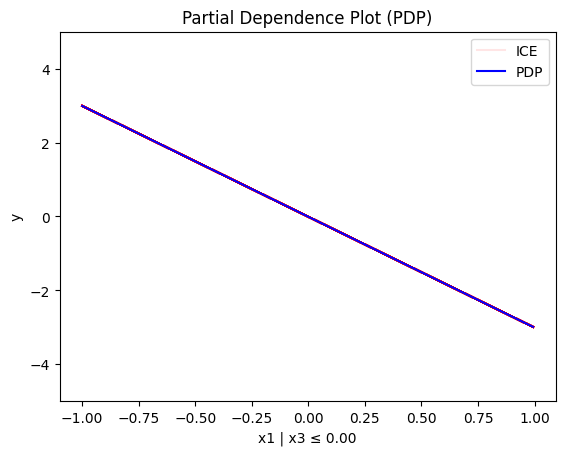 Partial Dependence Plot (PDP)
ICE
PDP
4
2
0
−2
−4
y
−1.00 −0.75 −0.50 −0.25 0.00 0.25 0.50 0.75 1.00
x1 | x3 ≤ 0.00